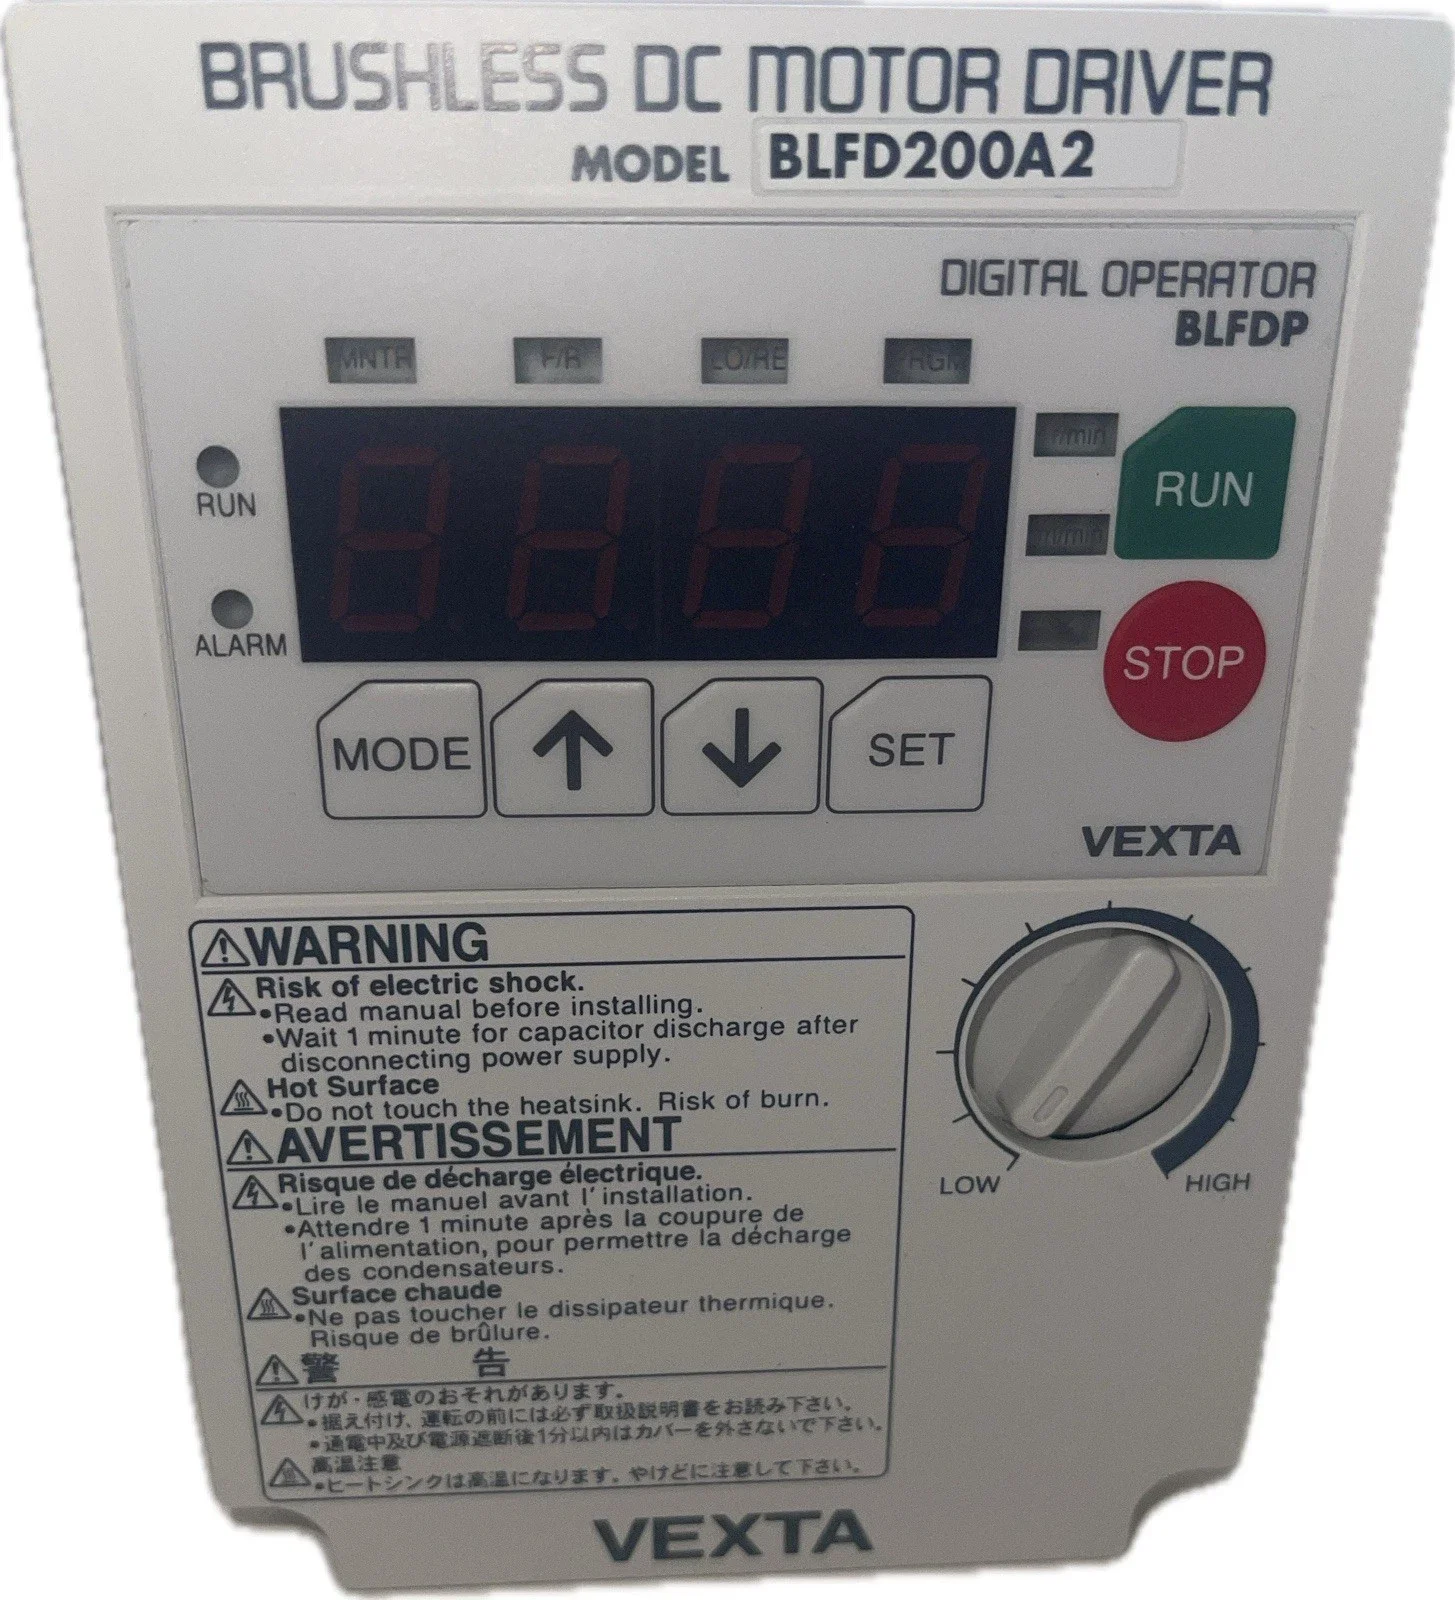 BRUSHLESS DC MOTOR DRIVER
MODEL BLFD200A2
DIGITAL OPERATOR
BLFDP
MNTR F/R LO/RE PRGM
r/min
RUN
RUN
m/min
ALARM
STOP
MODE ↑ ↓ SET
VEXTA
WARNING
Risk of electric shock.
•Read manual before installing.
•Wait 1 minute for capacitor discharge after
disconnecting power supply.
Hot Surface
•Do not touch the heatsink. Risk of burn.
AVERTISSEMENT
Risque de décharge électrique.
•Lire le manuel avant l'installation.
•Attendre 1 minute après la coupure de
l'alimentation, pour permettre la décharge
des condensateurs.
Surface chaude
•Ne pas toucher le dissipateur thermique.
Risque de brûlure.
警 告
けが・感電のおそれがあります。
•据え付け、運転の前には必ず取扱説明書をお読み下さい。
•通電中及び電源遮断後1分以内はカバーを外さないで下さい。
高温注意
•ヒートシンクは高温になります。やけどに注意して下さい。
LOW HIGH
VEXTA